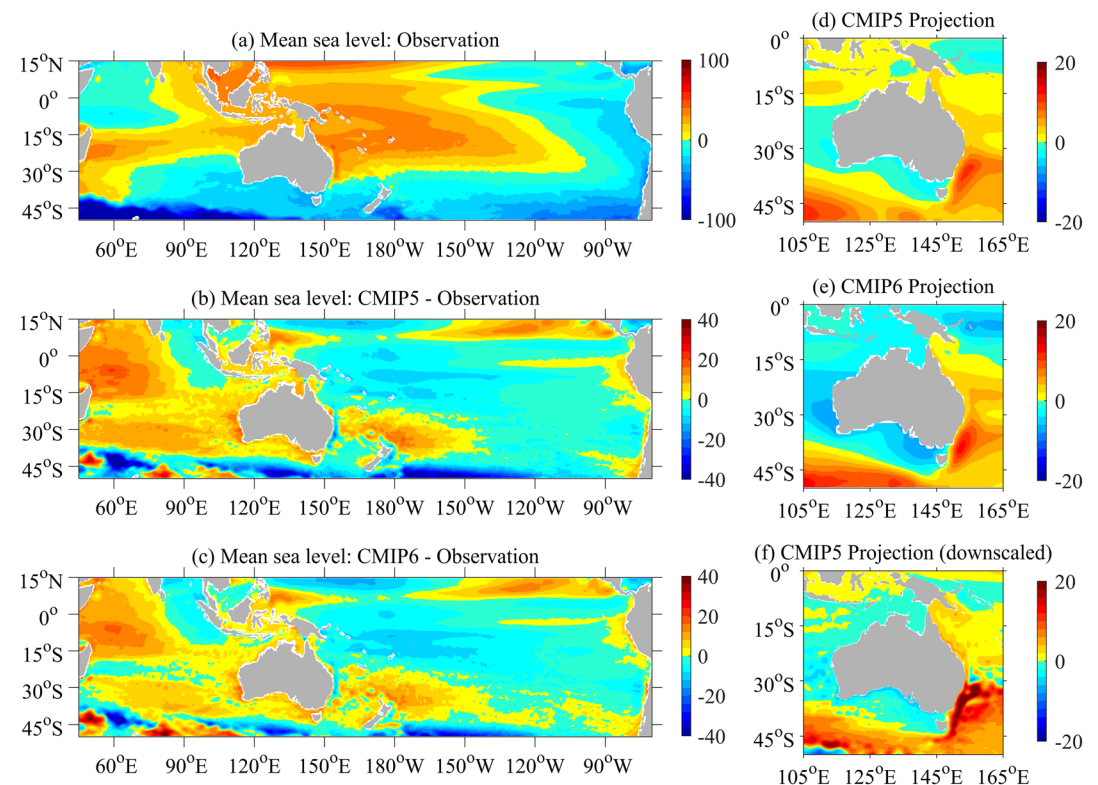 (a) Mean sea level: Observation
15°N
0°
15°S
30°S
45°S
60°E 90°E 120°E 150°E 180°W 150°W 120°W 90°W
100
0
-100
(b) Mean sea level: CMIP5 - Observation
15°N
0°
15°S
30°S
45°S
60°E 90°E 120°E 150°E 180°W 150°W 120°W 90°W
40
20
0
-20
-40
(c) Mean sea level: CMIP6 - Observation
15°N
0°
15°S
30°S
45°S
60°E 90°E 120°E 150°E 180°W 150°W 120°W 90°W
40
20
0
-20
-40
(d) CMIP5 Projection
0°
15°S
30°S
45°S
105°E 125°E 145°E 165°E
20
0
-20
(e) CMIP6 Projection
0°
15°S
30°S
45°S
105°E 125°E 145°E 165°E
20
0
-20
(f) CMIP5 Projection (downscaled)
0°
15°S
30°S
45°S
105°E 125°E 145°E 165°E
20
0
-20